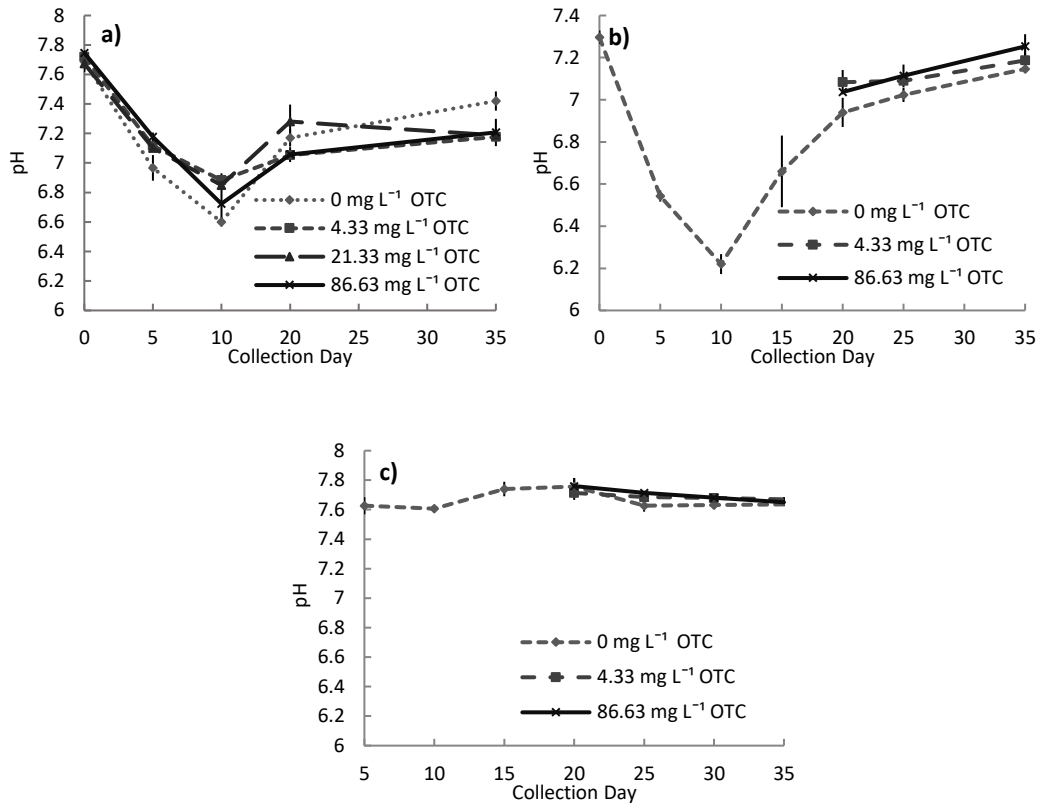 a)
pH
8
7.8
7.6
7.4
7.2
7
6.8
6.6
6.4
6.2
6
0 5 10 15 20 25 30 35
Collection Day
0 mg L⁻¹ OTC
4.33 mg L⁻¹ OTC
21.33 mg L⁻¹ OTC
86.63 mg L⁻¹ OTC
b)
pH
7.4
7.2
7
6.8
6.6
6.4
6.2
6
0 5 10 15 20 25 30 35
Collection Day
0 mg L⁻¹ OTC
4.33 mg L⁻¹ OTC
86.63 mg L⁻¹ OTC
c)
pH
8
7.8
7.6
7.4
7.2
7
6.8
6.6
6.4
6.2
6
5 10 15 20 25 30 35
Collection Day
0 mg L⁻¹ OTC
4.33 mg L⁻¹ OTC
86.63 mg L⁻¹ OTC